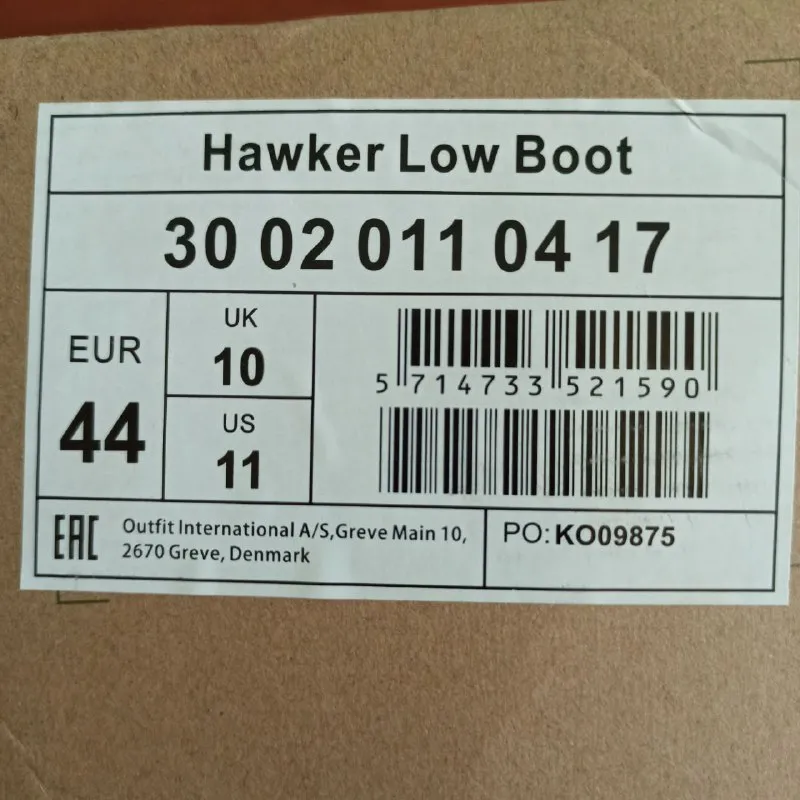 Hawker Low Boot
30 02 011 04 17
EUR
44
UK
10
US
11
5 714733 521590
EAC
Outfit International A/S,Greve Main 10,
2670 Greve, Denmark
PO: KO09875